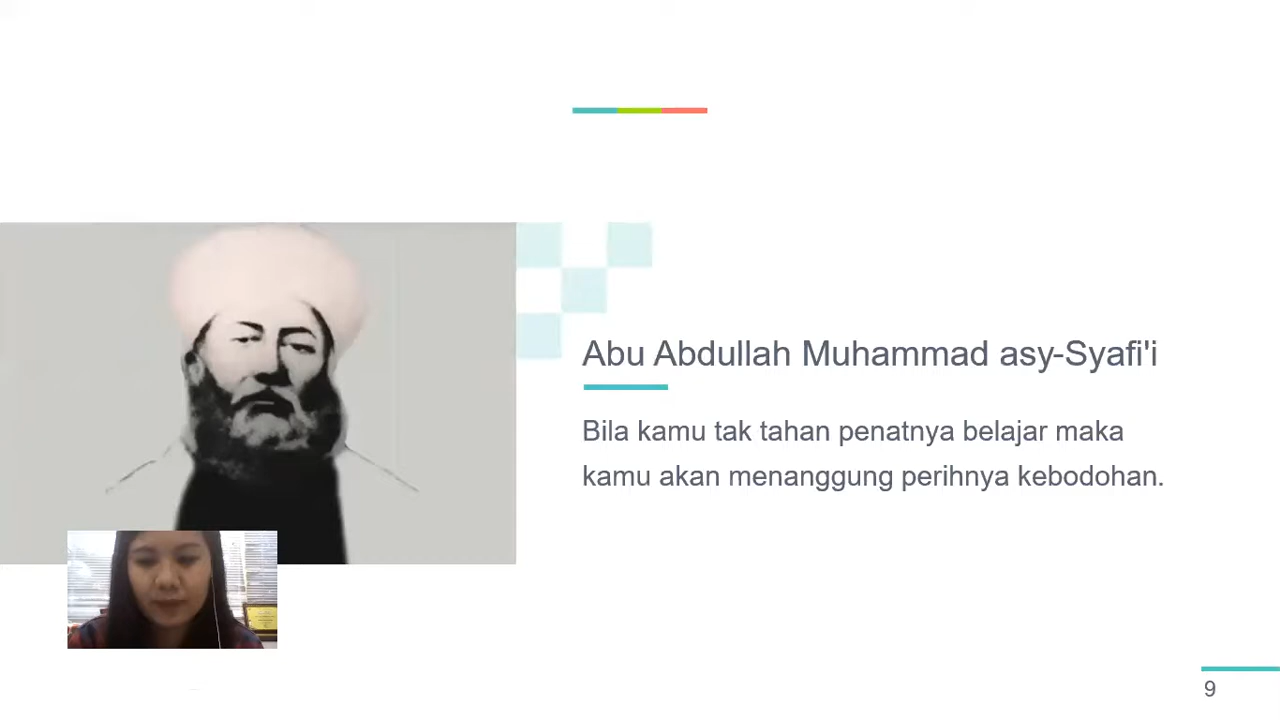 Abu Abdullah Muhammad asy-Syafi'i
Bila kamu tak tahan penatnya belajar maka
kamu akan menanggung perihnya kebodohan.
9